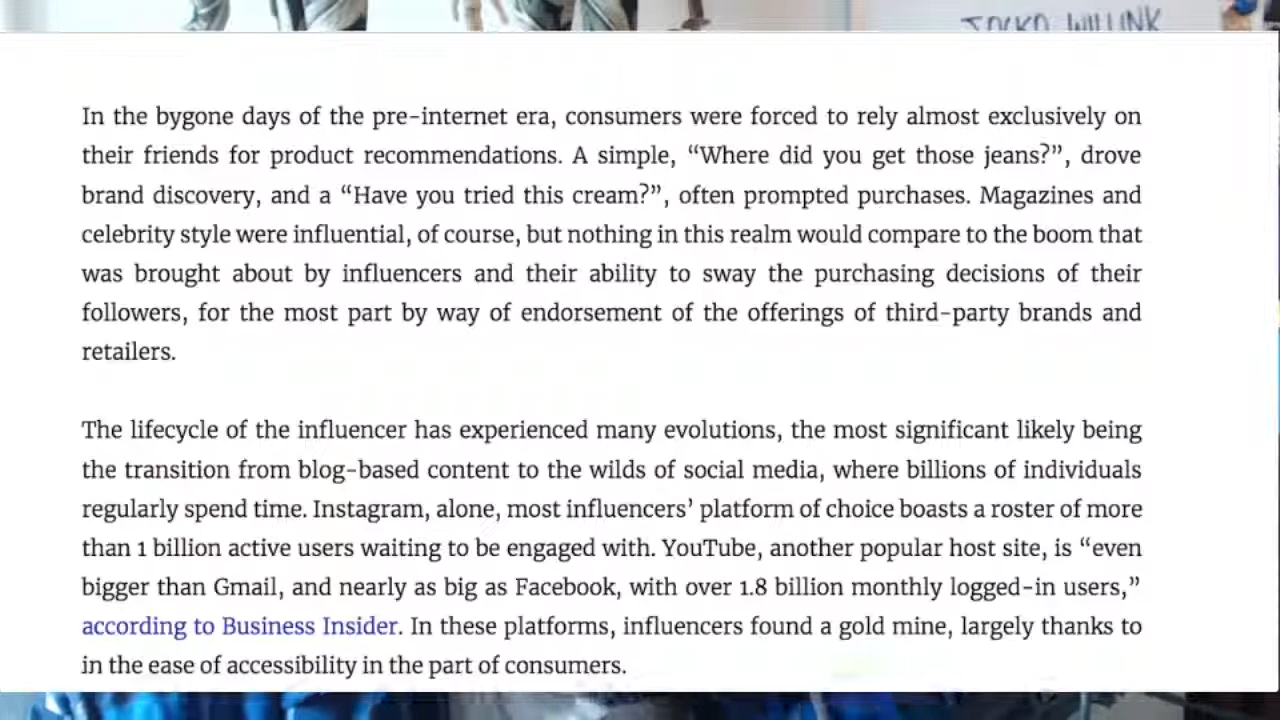 JOCKO WILLINK
In the bygone days of the pre-internet era, consumers were forced to rely almost exclusively on
their friends for product recommendations. A simple, “Where did you get those jeans?”, drove
brand discovery, and a “Have you tried this cream?”, often prompted purchases. Magazines and
celebrity style were influential, of course, but nothing in this realm would compare to the boom that
was brought about by influencers and their ability to sway the purchasing decisions of their
followers, for the most part by way of endorsement of the offerings of third-party brands and
retailers.
The lifecycle of the influencer has experienced many evolutions, the most significant likely being
the transition from blog-based content to the wilds of social media, where billions of individuals
regularly spend time. Instagram, alone, most influencers’ platform of choice boasts a roster of more
than 1 billion active users waiting to be engaged with. YouTube, another popular host site, is “even
bigger than Gmail, and nearly as big as Facebook, with over 1.8 billion monthly logged-in users,”
according to Business Insider. In these platforms, influencers found a gold mine, largely thanks to
in the ease of accessibility in the part of consumers.